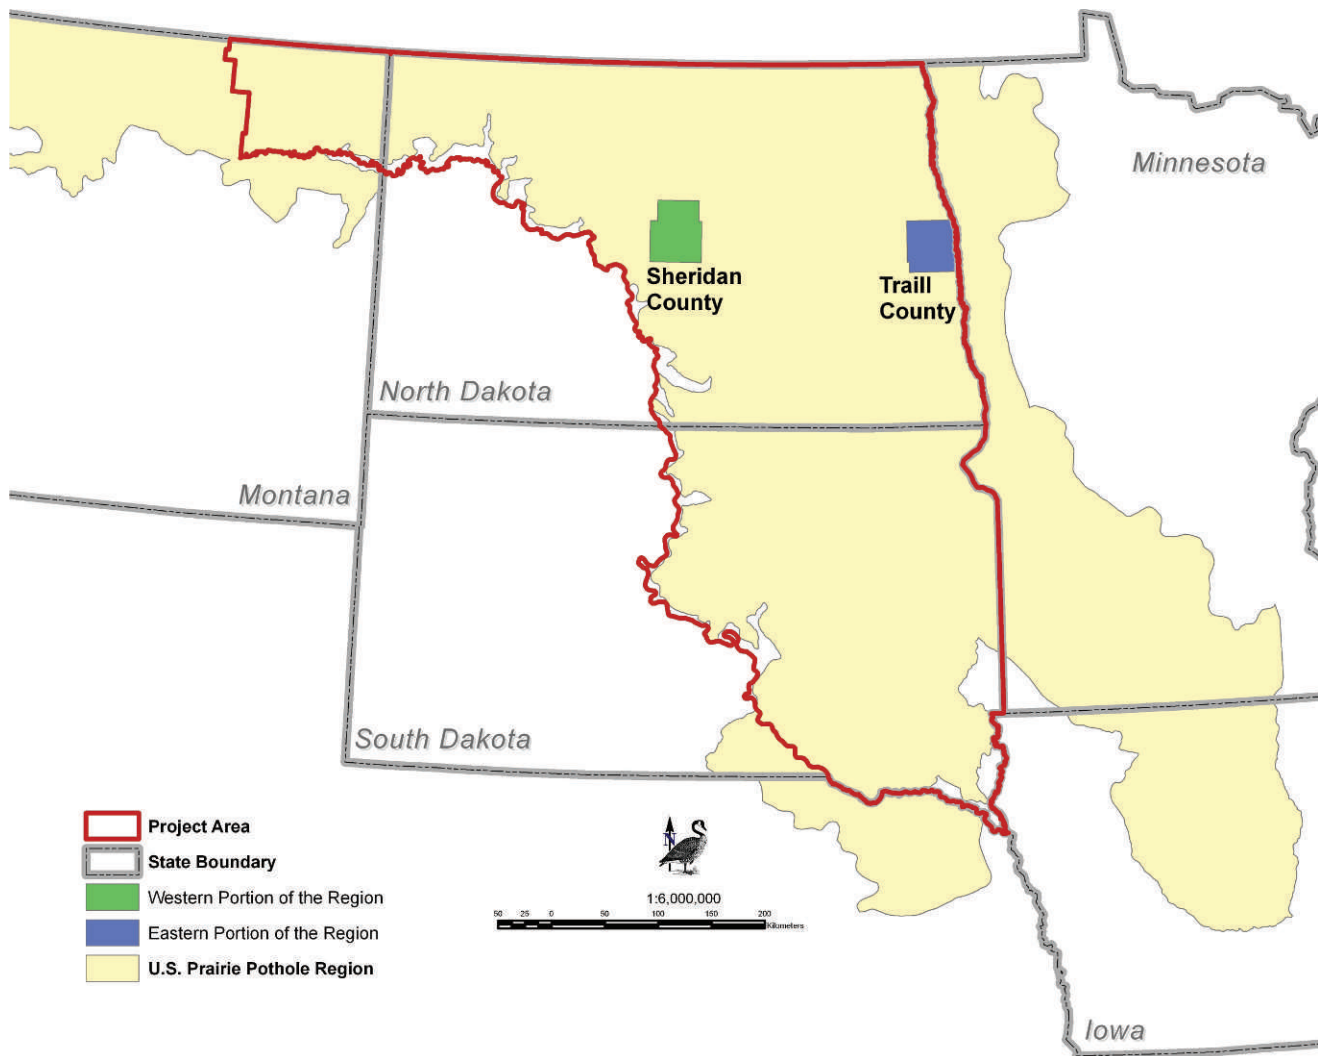 Minnesota
Sheridan
County
Traill
County
North Dakota
Montana
South Dakota
Project Area
State Boundary
Western Portion of the Region
Eastern Portion of the Region
U.S. Prairie Pothole Region
N
1:6,000,000
50 25 0 50 100 150 200
Kilometers
Iowa